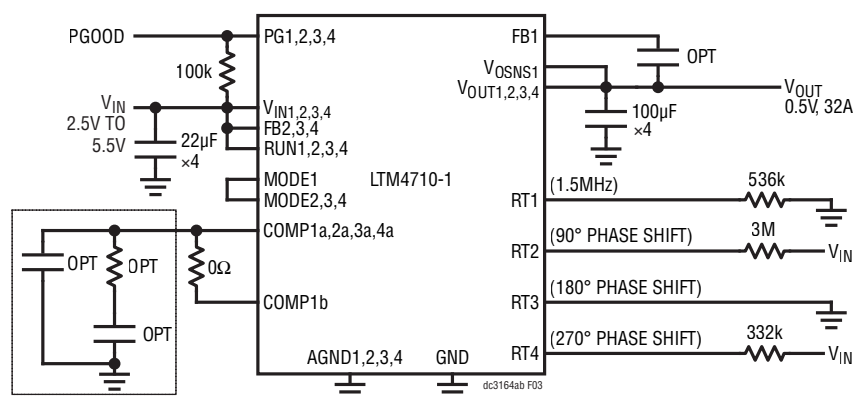 PGOOD
PG1,2,3,4
FB1
100k
OPT
VOSNS1
VOUT1,2,3,4
VOUT
0.5V, 32A
VIN
2.5V TO
5.5V
VIN1,2,3,4
FB2,3,4
RUN1,2,3,4
22µF
×4
100µF
×4
MODE1
MODE2,3,4
LTM4710-1
RT1
(1.5MHz)
536k
COMP1a,2a,3a,4a
RT2
(90° PHASE SHIFT)
3M
VIN
OPT
OPT
0Ω
COMP1b
RT3
(180° PHASE SHIFT)
OPT
RT4
(270° PHASE SHIFT)
332k
VIN
AGND1,2,3,4
GND
dc3164ab F03